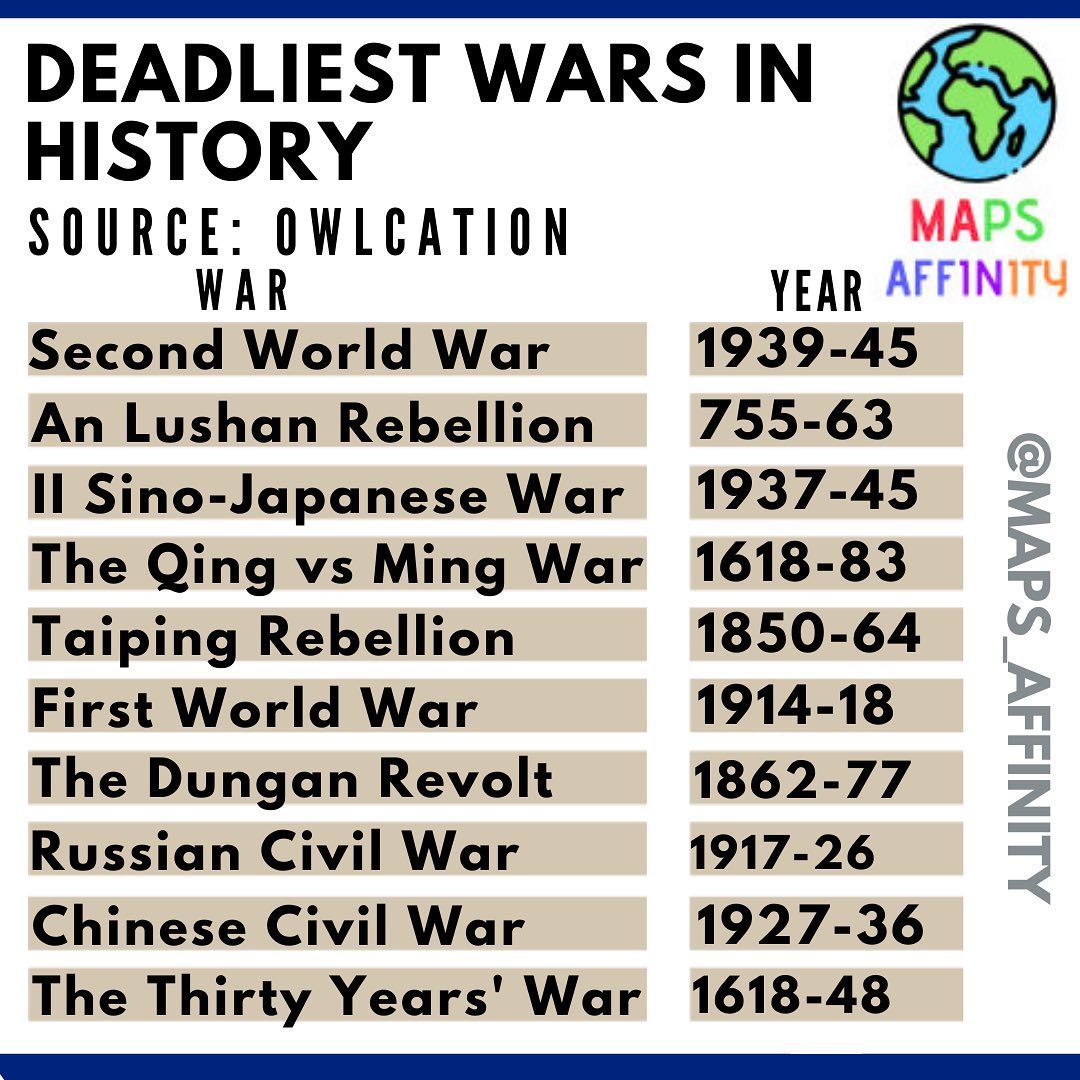 DEADLIEST WARS IN
HISTORY
SOURCE: OWLCATION
MAPS
AFFINITY
WAR YEAR
Second World War 1939-45
An Lushan Rebellion 755-63
II Sino-Japanese War 1937-45
The Qing vs Ming War 1618-83
Taiping Rebellion 1850-64
First World War 1914-18
The Dungan Revolt 1862-77
Russian Civil War 1917-26
Chinese Civil War 1927-36
The Thirty Years' War 1618-48
@MAPS_AFFINITY